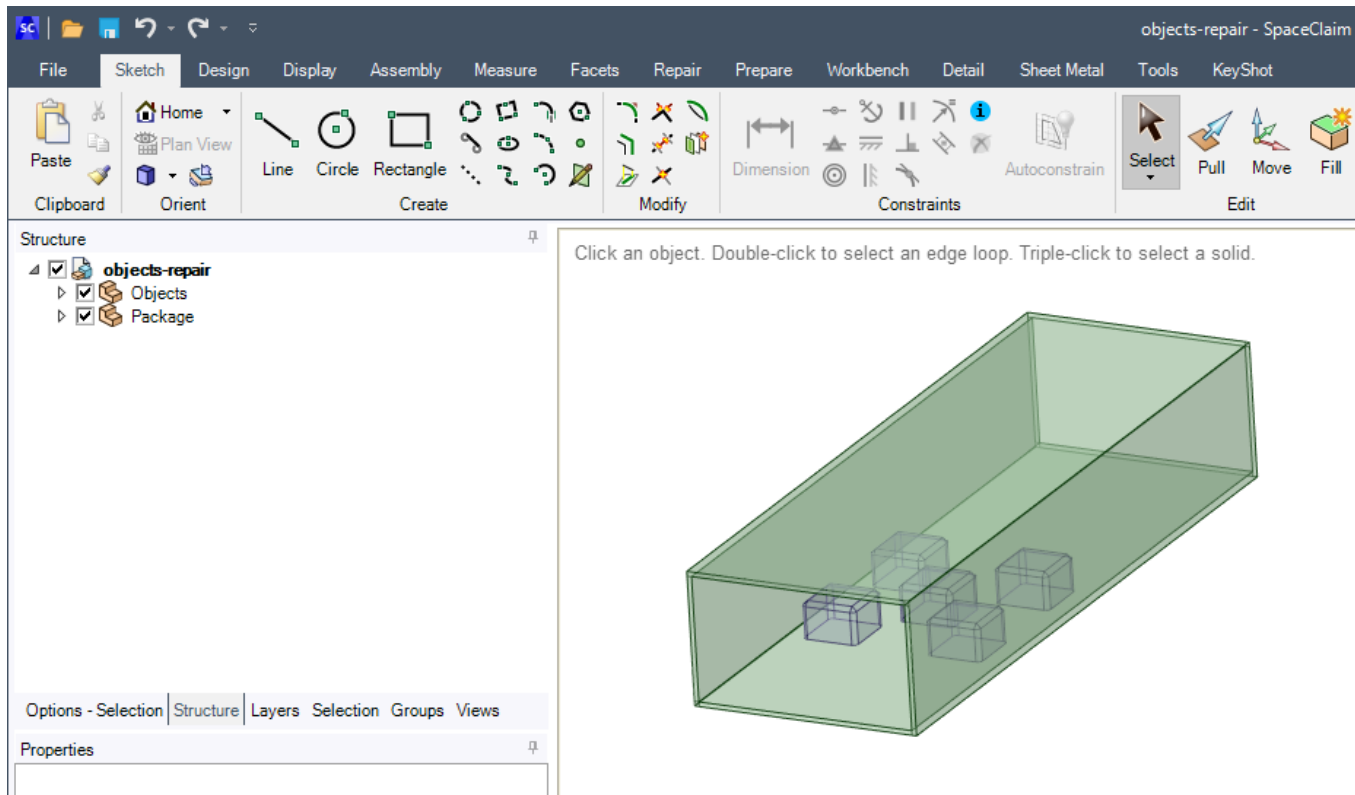 SC
objects-repair - SpaceClaim
File Sketch Design Display Assembly Measure Facets Repair Prepare Workbench Detail Sheet Metal Tools KeyShot
Home
Plan View
Paste
Line Circle Rectangle
Dimension
Autoconstrain
Select Pull Move Fill
Clipboard Orient Create Modify Constraints Edit
Structure
objects-repair
Objects
Package
Click an object. Double-click to select an edge loop. Triple-click to select a solid.
Options - Selection Structure Layers Selection Groups Views
Properties